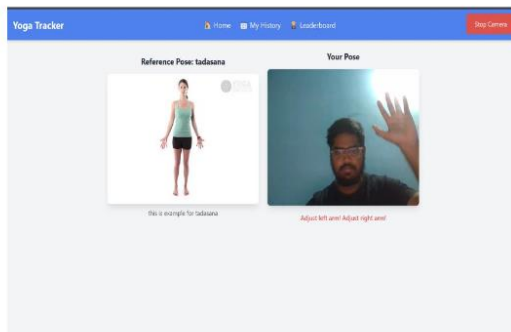 Yoga Tracker
Home
My History
Leaderboard
Stop Camera
Reference Pose: tadasana
Your Pose
this is example for tadasana
Adjust left arm! Adjust right arm!